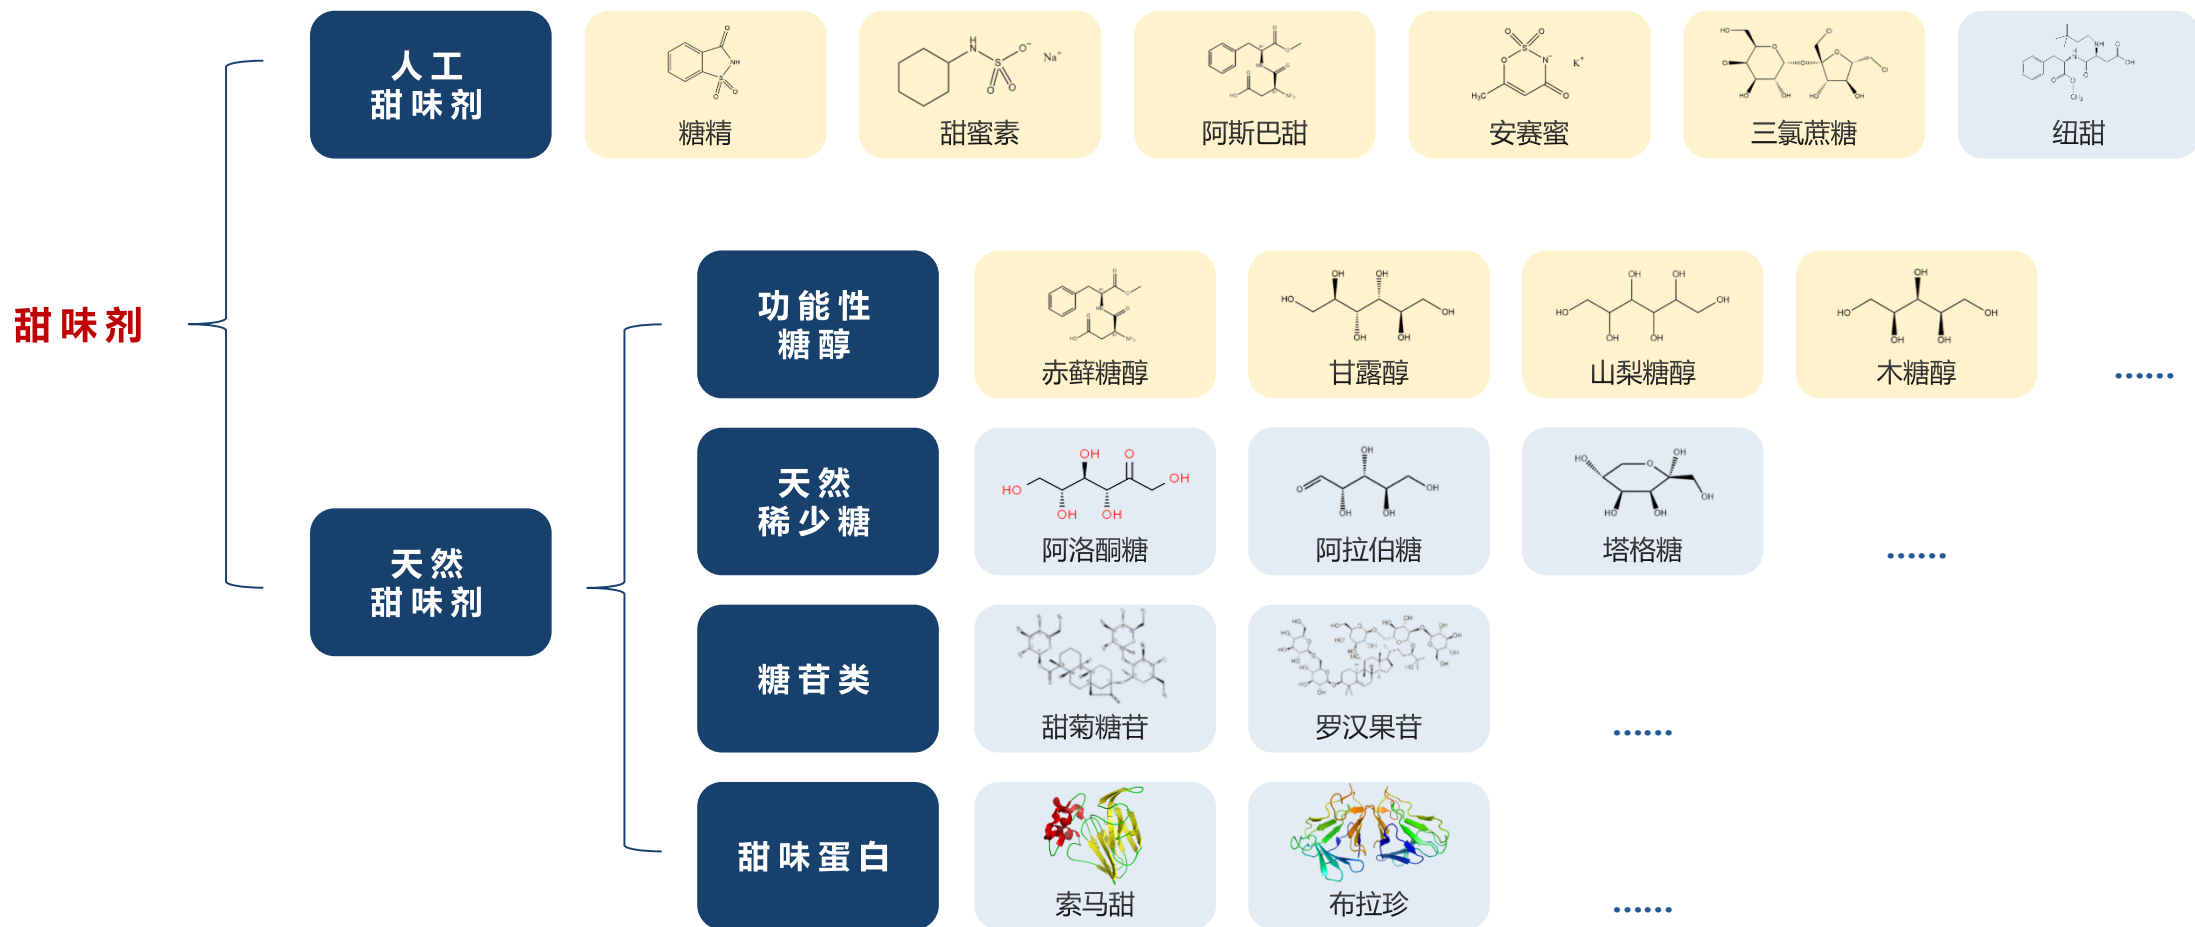 人工
甜味剂
糖精
Na⁺
甜蜜素
阿斯巴甜
K⁺
安赛蜜
三氯蔗糖
纽甜
甜味剂
功能性
糖醇
赤藓糖醇
甘露醇
山梨糖醇
木糖醇
……
天然
稀少糖
阿洛酮糖
阿拉伯糖
塔格糖
……
天然
甜味剂
糖苷类
甜菊糖苷
罗汉果苷
……
甜味蛋白
索马甜
布拉珍
……